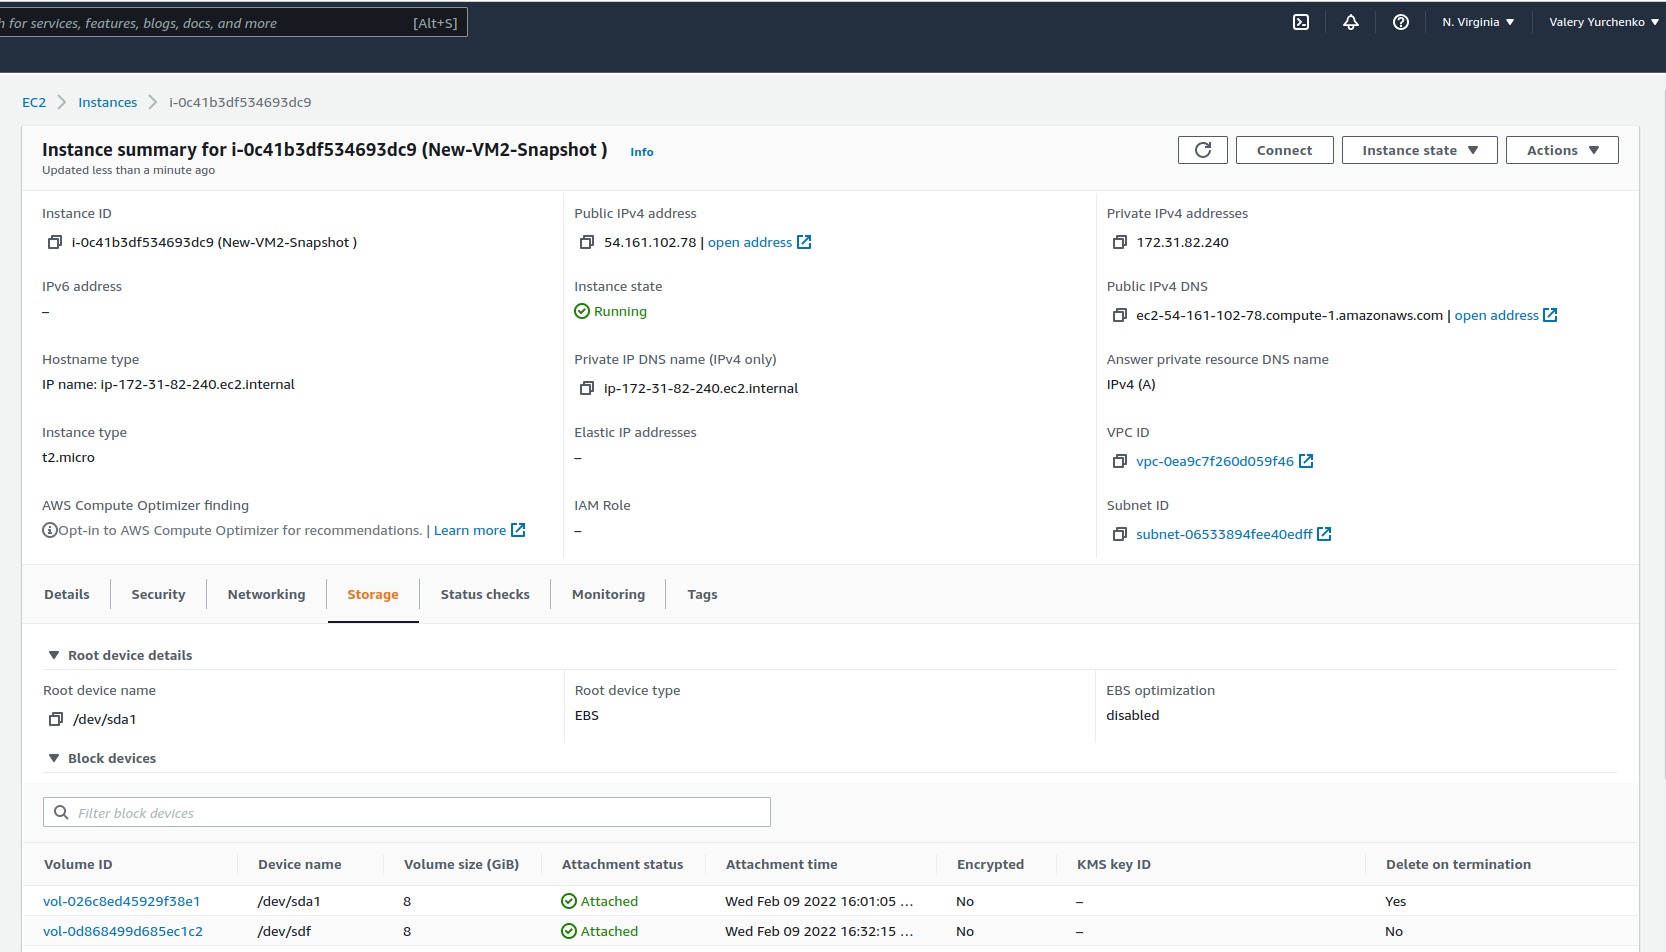 h for services, features, blogs, docs, and more [Alt+S] N. Virginia Valery Yurchenko
EC2 Instances i-0c41b3df534693dc9
Instance summary for i-0c41b3df534693dc9 (New-VM2-Snapshot ) Info
Connect Instance state Actions
Updated less than a minute ago
Instance ID Public IPv4 address Private IPv4 addresses
i-0c41b3df534693dc9 (New-VM2-Snapshot ) 54.161.102.78 | open address 172.31.82.240
IPv6 address Instance state Public IPv4 DNS
– Running ec2-54-161-102-78.compute-1.amazonaws.com | open address
Hostname type Private IP DNS name (IPv4 only) Answer private resource DNS name
IP name: ip-172-31-82-240.ec2.internal ip-172-31-82-240.ec2.internal IPv4 (A)
Instance type Elastic IP addresses VPC ID
t2.micro – vpc-0ea9c7f260d059f46
AWS Compute Optimizer finding IAM Role Subnet ID
Opt-in to AWS Compute Optimizer for recommendations. | Learn more – subnet-06533894fee40edff
Details Security Networking Storage Status checks Monitoring Tags
Root device details
Root device name Root device type EBS optimization
/dev/sda1 EBS disabled
Block devices
Filter block devices
Volume ID Device name Volume size (GiB) Attachment status Attachment time Encrypted KMS key ID Delete on termination
vol-026c8ed45929f38e1 /dev/sda1 8 Attached Wed Feb 09 2022 16:01:05 ... No – Yes
vol-0d868499d685ec1c2 /dev/sdf 8 Attached Wed Feb 09 2022 16:32:15 ... No – No